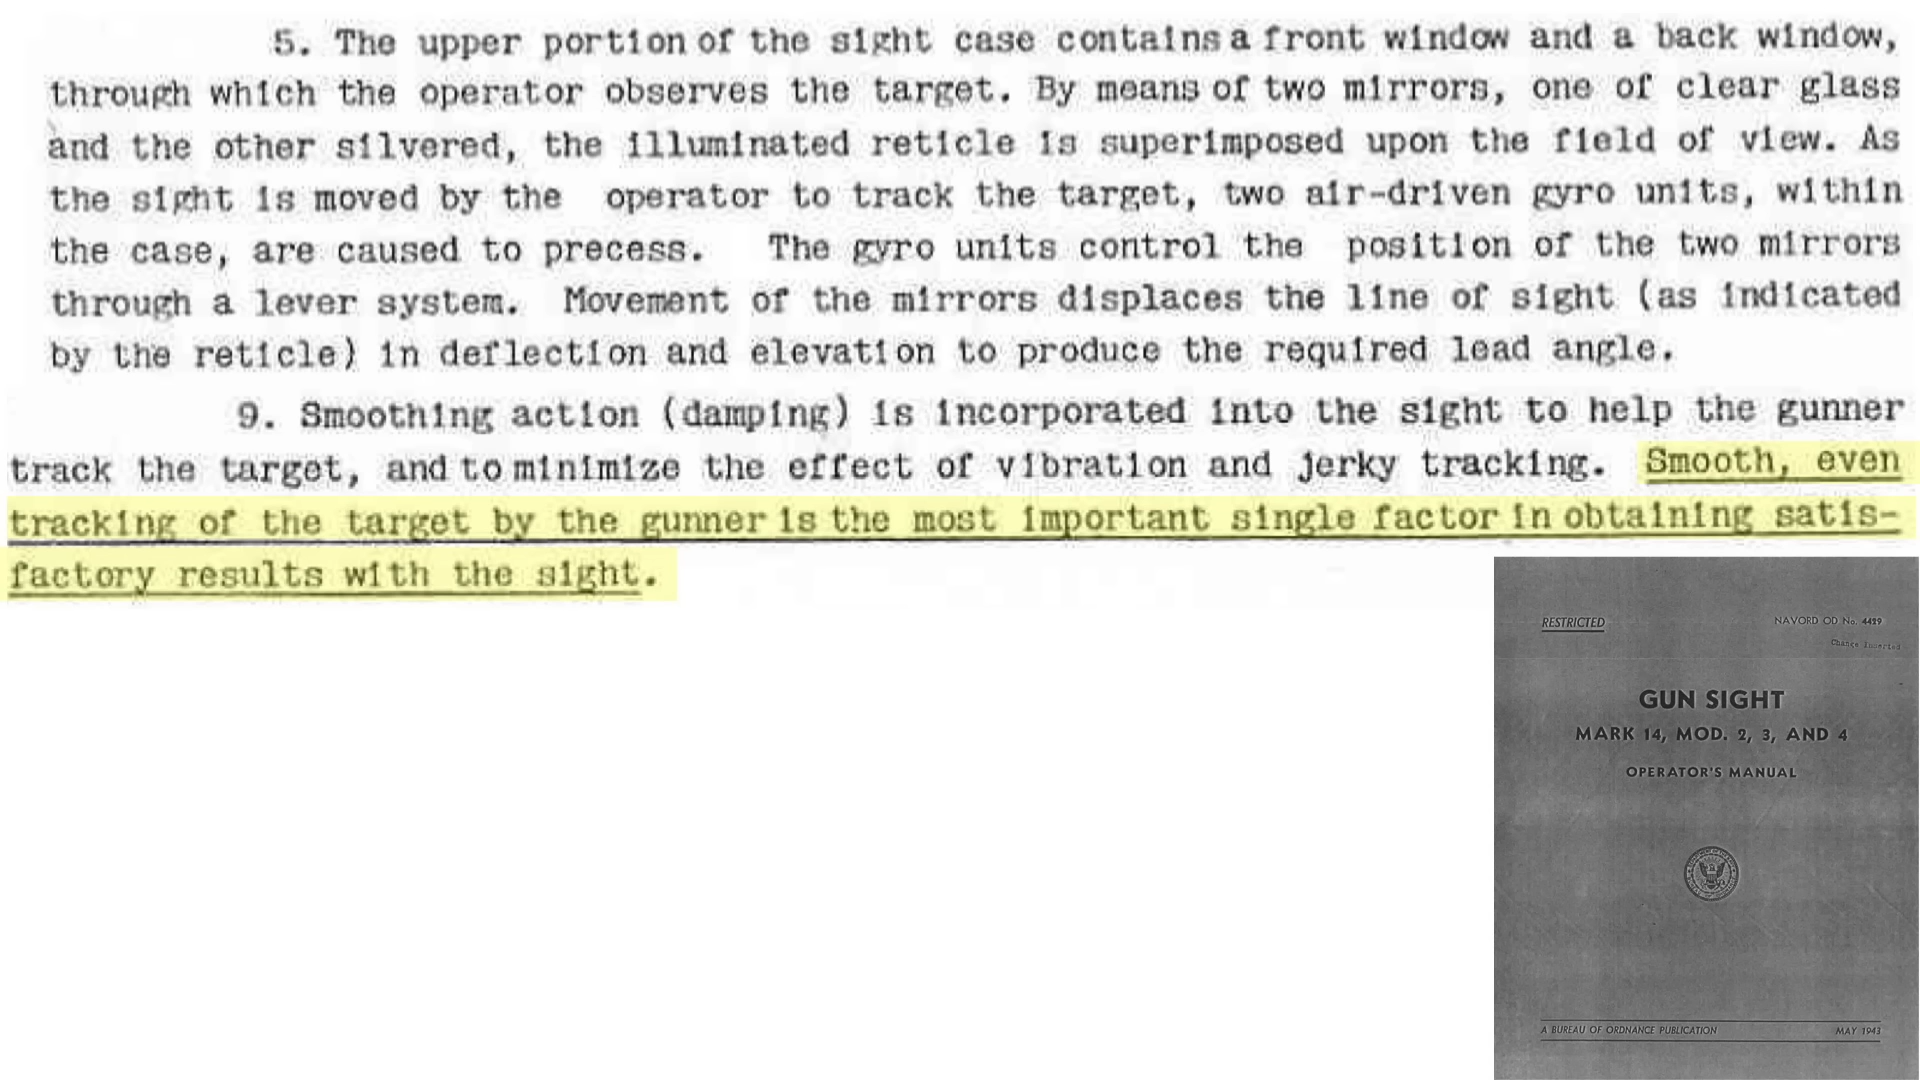 5. The upper portion of the sight case contains a front window and a back window,
through which the operator observes the target. By means of two mirrors, one of clear glass
and the other silvered, the illuminated reticle is superimposed upon the field of view. As
the sight is moved by the operator to track the target, two air-driven gyro units, within
the case, are caused to precess. The gyro units control the position of the two mirrors
through a lever system. Movement of the mirrors displaces the line of sight (as indicated
by the reticle) in deflection and elevation to produce the required lead angle.
9. Smoothing action (damping) is incorporated into the sight to help the gunner
track the target, and to minimize the effect of vibration and jerky tracking. Smooth, even
tracking of the target by the gunner is the most important single factor in obtaining satis-
factory results with the sight.
RESTRICTED
NAVORD OD No. 4429
Change Inserted
GUN SIGHT
MARK 14, MOD. 2, 3, AND 4
OPERATOR'S MANUAL
A BUREAU OF ORDNANCE PUBLICATION
MAY 1943